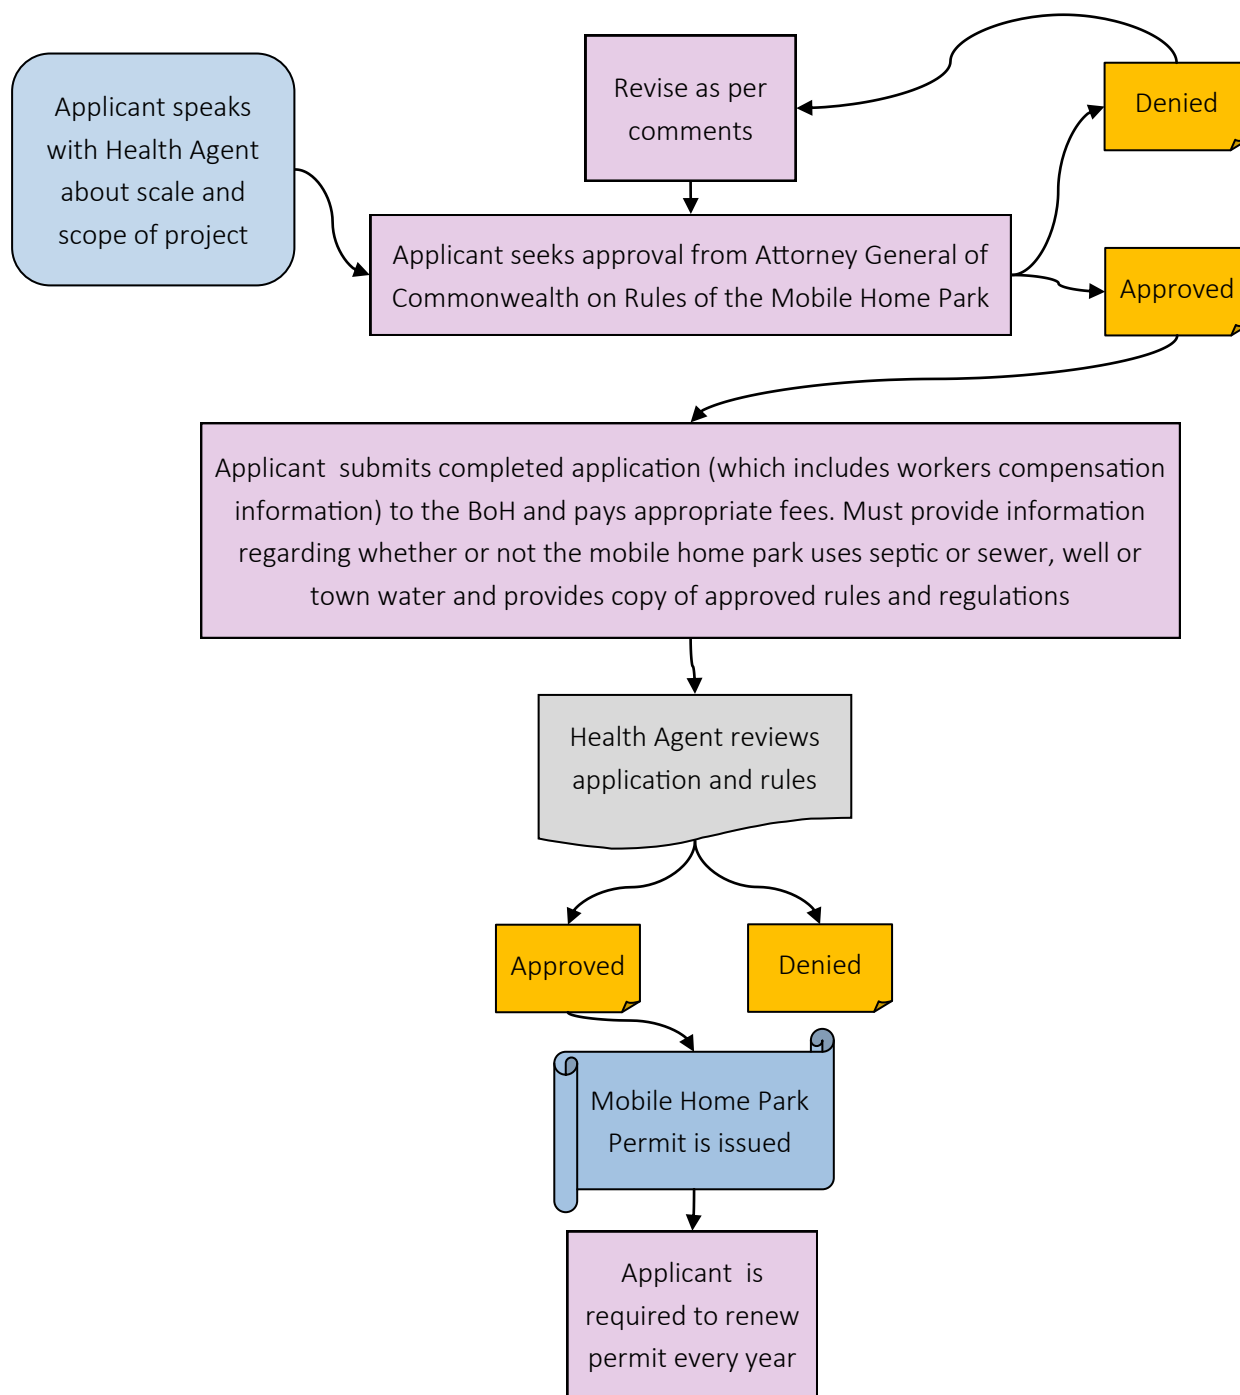 Applicant speaks
with Health Agent
about scale and
scope of project
Revise as per
comments
Denied
Applicant seeks approval from Attorney General of
Commonwealth on Rules of the Mobile Home Park
Approved
Applicant  submits completed application (which includes workers compensation
information) to the BoH and pays appropriate fees. Must provide information
regarding whether or not the mobile home park uses septic or sewer, well or
town water and provides copy of approved rules and regulations
Health Agent reviews
application and rules
Approved
Denied
Mobile Home Park
Permit is issued
Applicant  is
required to renew
permit every year